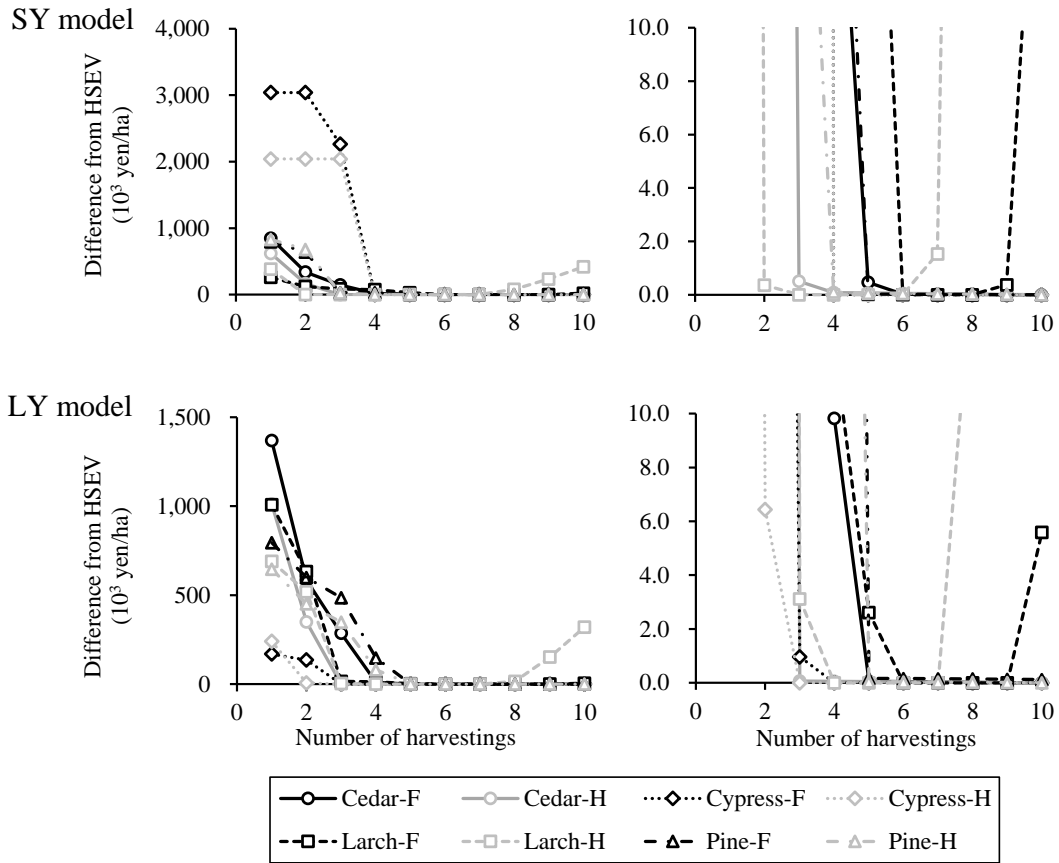 SY model
Difference from HSEV
(10³ yen/ha)
4,000
3,000
2,000
1,000
0
0 2 4 6 8 10
10.0
8.0
6.0
4.0
2.0
0.0
0 2 4 6 8 10
LY model
Difference from HSEV
(10³ yen/ha)
1,500
1,000
500
0
0 2 4 6 8 10
Number of harvestings
10.0
8.0
6.0
4.0
2.0
0.0
0 2 4 6 8 10
Number of harvestings
Cedar-F Cedar-H Cypress-F Cypress-H
Larch-F Larch-H Pine-F Pine-H